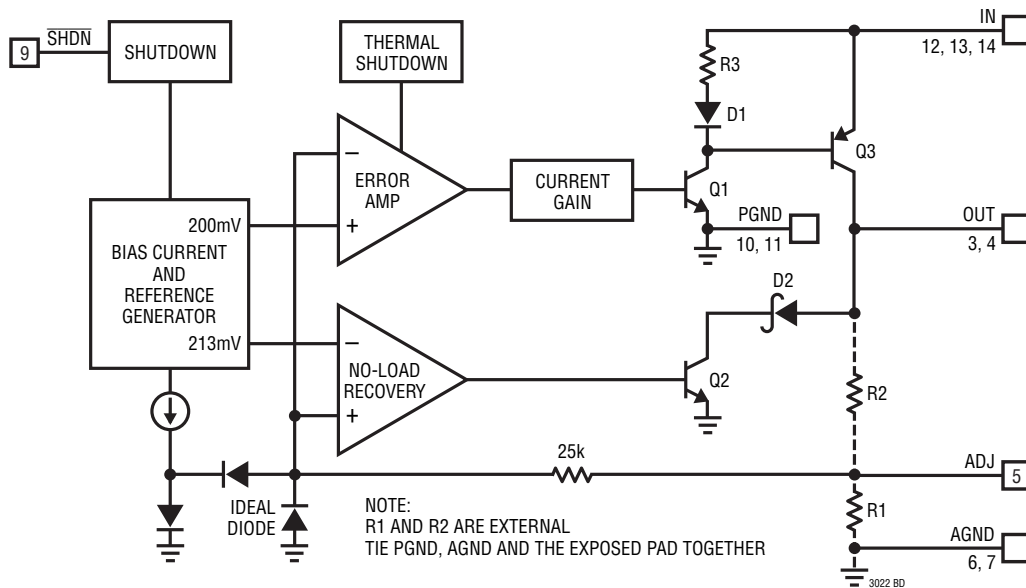 SHDN
9
SHUTDOWN
THERMAL
SHUTDOWN
IN
12, 13, 14
R3
D1
Q3
ERROR
AMP
−
+
CURRENT
GAIN
Q1
PGND
10, 11
OUT
3, 4
200mV
BIAS CURRENT
AND
REFERENCE
GENERATOR
213mV
D2
NO-LOAD
RECOVERY
−
+
Q2
R2
25k
ADJ
5
IDEAL
DIODE
NOTE:
R1 AND R2 ARE EXTERNAL
TIE PGND, AGND AND THE EXPOSED PAD TOGETHER
R1
AGND
6, 7
3022 BD